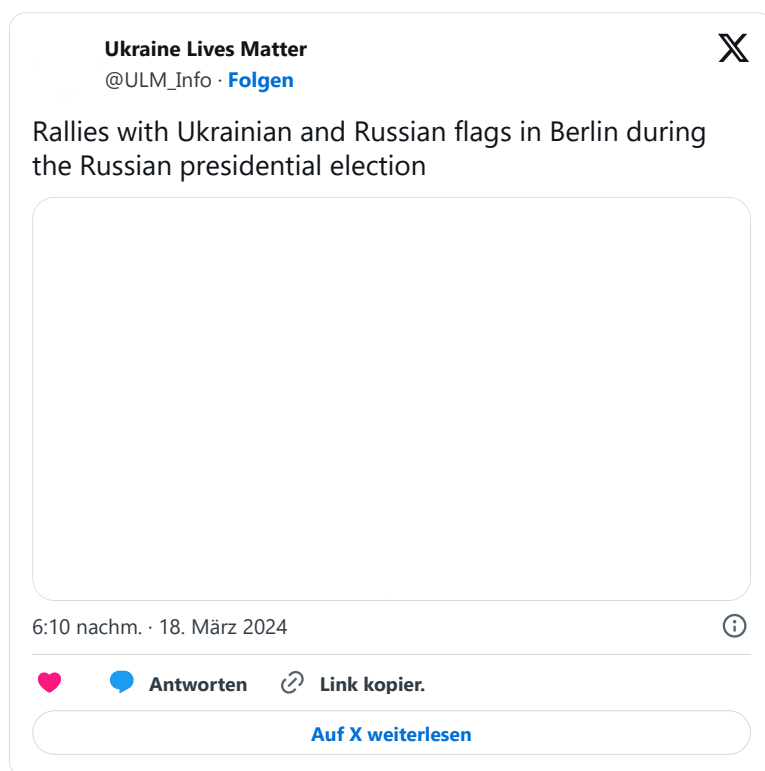 Ukraine Lives Matter
@ULM_Info · Folgen
Rallies with Ukrainian and Russian flags in Berlin during
the Russian presidential election
6:10 nachm. · 18. März 2024
Antworten Link kopier.
Auf X weiterlesen